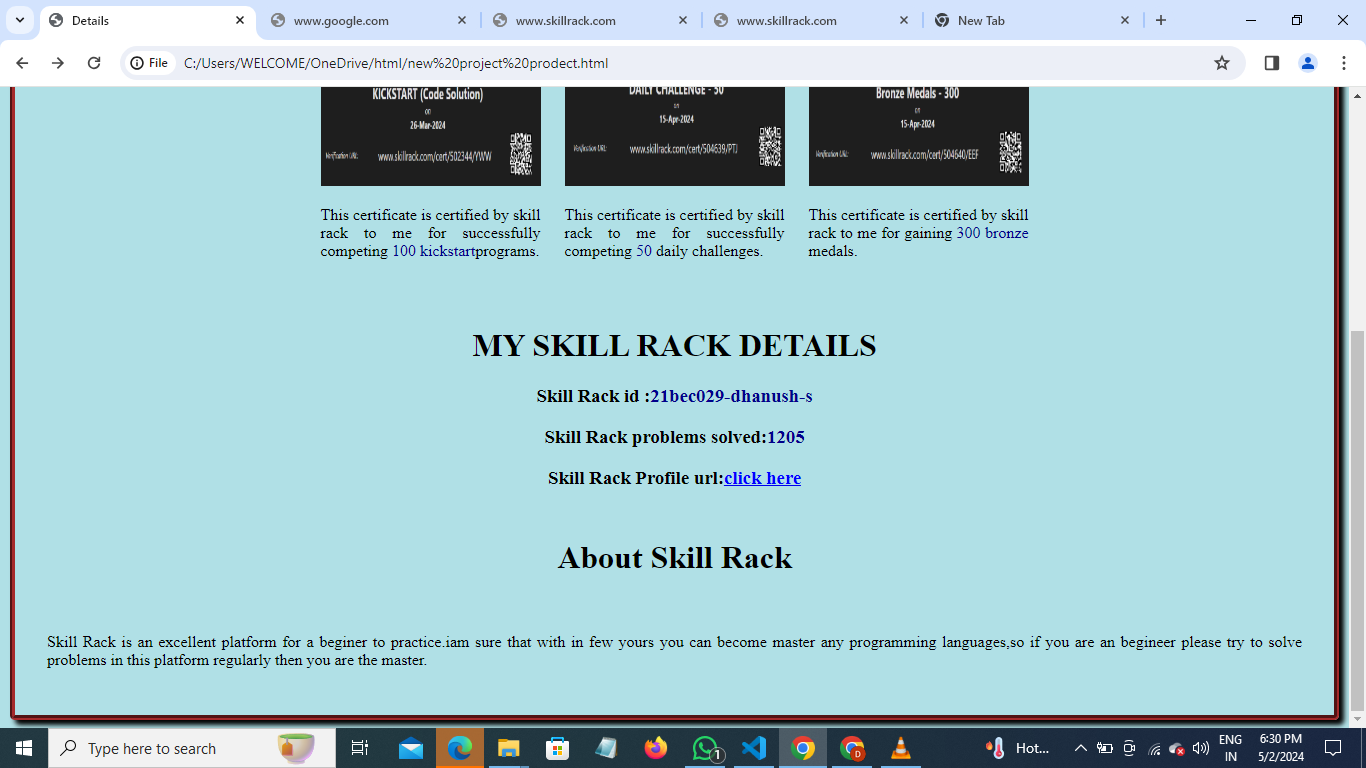 Details
www.google.com
www.skillrack.com
www.skillrack.com
New Tab
File
C:/Users/WELCOME/OneDrive/html/new%20project%20prodect.html
KICKSTART (Code Solution)
on
26-Mar-2024
Verification URL: www.skillrack.com/cert/502344/YWW
DAILY CHALLENGE - 50
on
15-Apr-2024
Verification URL: www.skillrack.com/cert/504639/PTJ
Bronze Medals - 300
on
15-Apr-2024
Verification URL: www.skillrack.com/cert/504640/EEF
This certificate is certified by skill
rack to me for successfully
competing 100 kickstartprograms.
This certificate is certified by skill
rack to me for successfully
competing 50 daily challenges.
This certificate is certified by skill
rack to me for gaining 300 bronze
medals.
MY SKILL RACK DETAILS
Skill Rack id :21bec029-dhanush-s
Skill Rack problems solved:1205
Skill Rack Profile url:click here
About Skill Rack
Skill Rack is an excellent platform for a beginer to practice.iam sure that with in few yours you can become master any programming languages,so if you are an begineer please try to solve
problems in this platform regularly then you are the master.
Type here to search
1
D
Hot...
ENG
IN
6:30 PM
5/2/2024